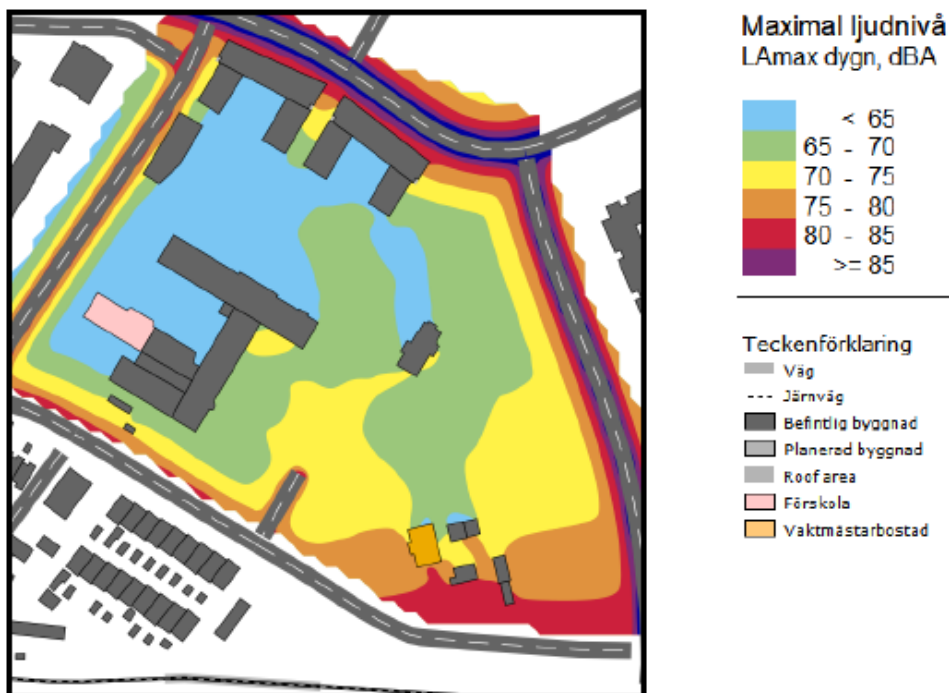 Maximal ljudnivå
LAmax dygn, dBA
< 65
65 - 70
70 - 75
75 - 80
80 - 85
>= 85
Teckenförklaring
Väg
Järnväg
Befintlig byggnad
Planerad byggnad
Roof area
Förskola
Vaktmästarbostad